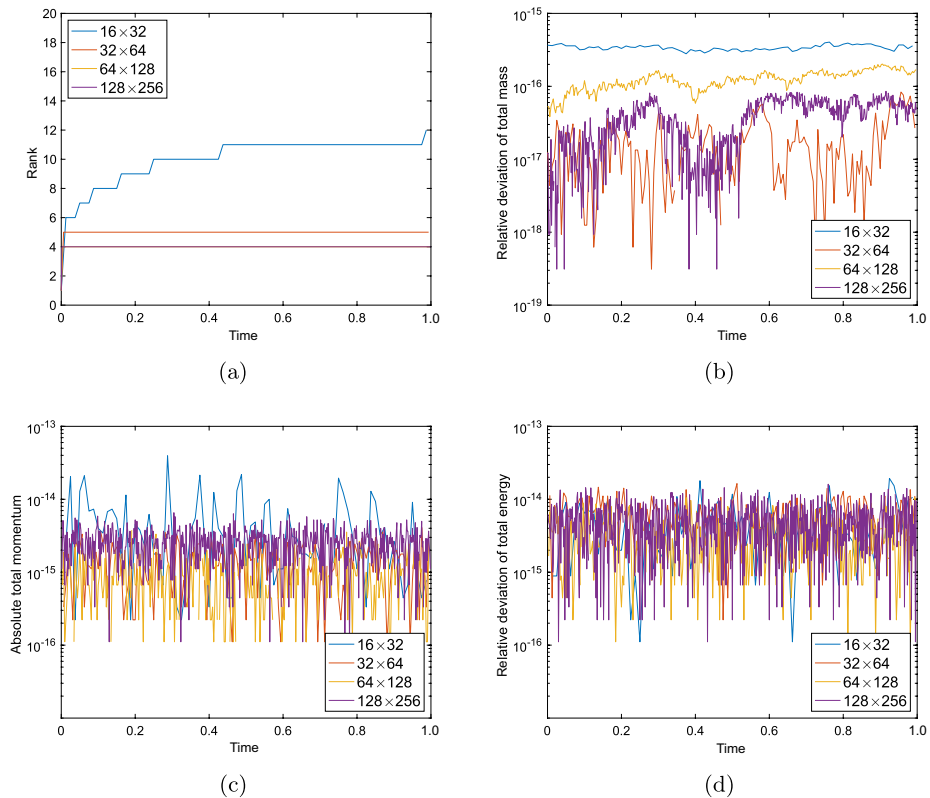 20
18
16
14
12
10
8
6
4
2
0
Rank
16×32
32×64
64×128
128×256
0 0.2 0.4 0.6 0.8 1.0
Time
(a)
10-15
10-16
10-17
10-18
10-19
Relative deviation of total mass
16×32
32×64
64×128
128×256
0 0.2 0.4 0.6 0.8 1.0
Time
(b)
10-13
10-14
10-15
10-16
Absolute total momentum
16×32
32×64
64×128
128×256
0 0.2 0.4 0.6 0.8 1.0
Time
(c)
10-13
10-14
10-15
10-16
Relative deviation of total energy
16×32
32×64
64×128
128×256
0 0.2 0.4 0.6 0.8 1.0
Time
(d)